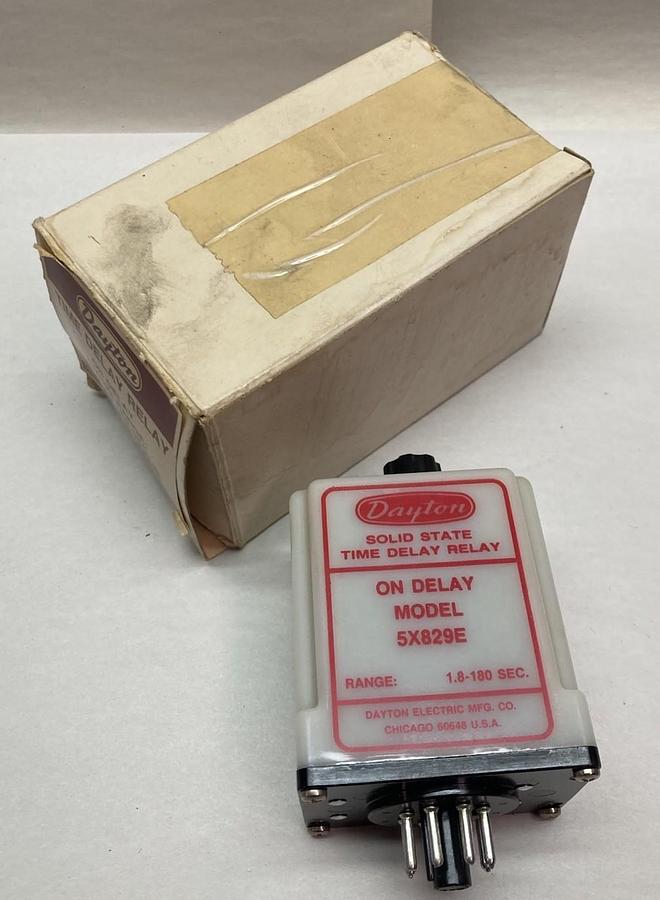 Dayton
TIME DELAY RELAY
Dayton
SOLID STATE
TIME DELAY RELAY
ON DELAY
MODEL
5X829E
RANGE: 1.8-180 SEC.
DAYTON ELECTRIC MFG. CO.
CHICAGO 60648 U.S.A.